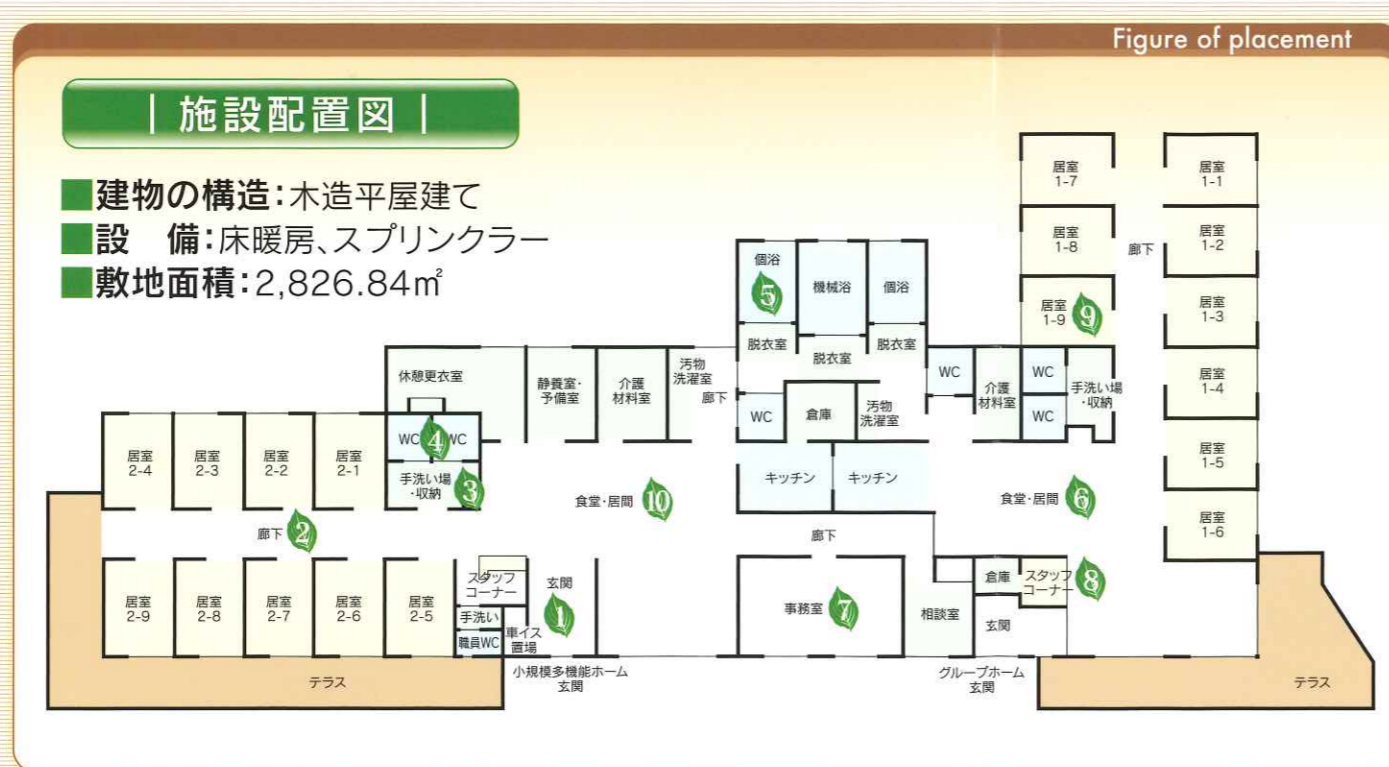 Figure of placement
｜施設配置図｜
■建物の構造：木造平屋建て
■設　備：床暖房、スプリンクラー
■敷地面積：2,826.84㎡
居室
1-7
居室
1-1
居室
1-8
居室
1-2
廊下
居室
1-9
9
居室
1-3
居室
1-4
居室
1-5
居室
1-6
個浴
5
機械浴
個浴
脱衣室
脱衣室
脱衣室
休憩更衣室
静養室・
予備室
介護
材料室
汚物
洗濯室
廊下
WC
倉庫
汚物
洗濯室
WC
介護
材料室
WC
WC
手洗い場
・収納
WC
4
WC
手洗い場
・収納
3
居室
2-4
居室
2-3
居室
2-2
居室
2-1
キッチン
キッチン
食堂・居間
10
食堂・居間
6
廊下
2
廊下
居室
2-9
居室
2-8
居室
2-7
居室
2-6
居室
2-5
スタッフ
コーナー
手洗い
職員WC
車イス
置場
玄関
1
事務室
7
相談室
倉庫
スタッフ
コーナー
8
玄関
小規模多機能ホーム
玄関
グループホーム
玄関
テラス
テラス